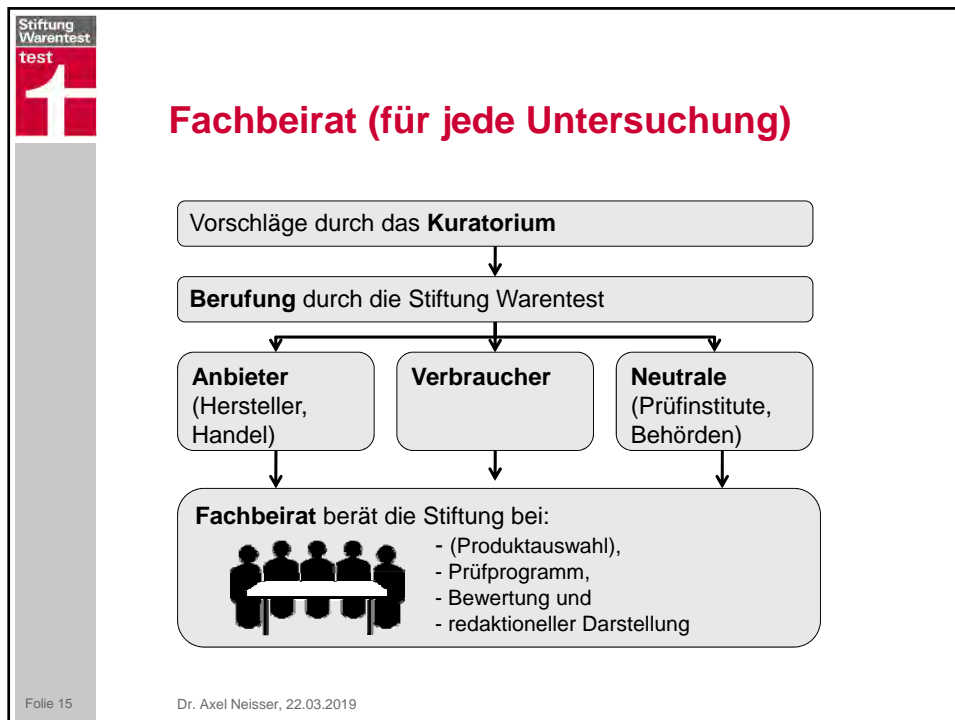 Stiftung
Warentest
test
Fachbeirat (für jede Untersuchung)
Vorschläge durch das Kuratorium
Berufung durch die Stiftung Warentest
Anbieter
(Hersteller,
Handel)
Verbraucher
Neutrale
(Prüfinstitute,
Behörden)
Fachbeirat berät die Stiftung bei:
- (Produktauswahl),
- Prüfprogramm,
- Bewertung und
- redaktioneller Darstellung
Folie 15
Dr. Axel Neisser, 22.03.2019